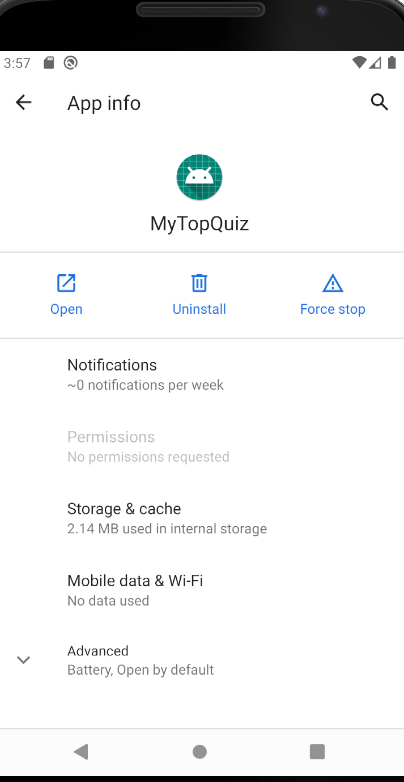 3:57
App info
MyTopQuiz
Open
Uninstall
Force stop
Notifications
~0 notifications per week
Permissions
No permissions requested
Storage & cache
2.14 MB used in internal storage
Mobile data & Wi-Fi
No data used
Advanced
Battery, Open by default